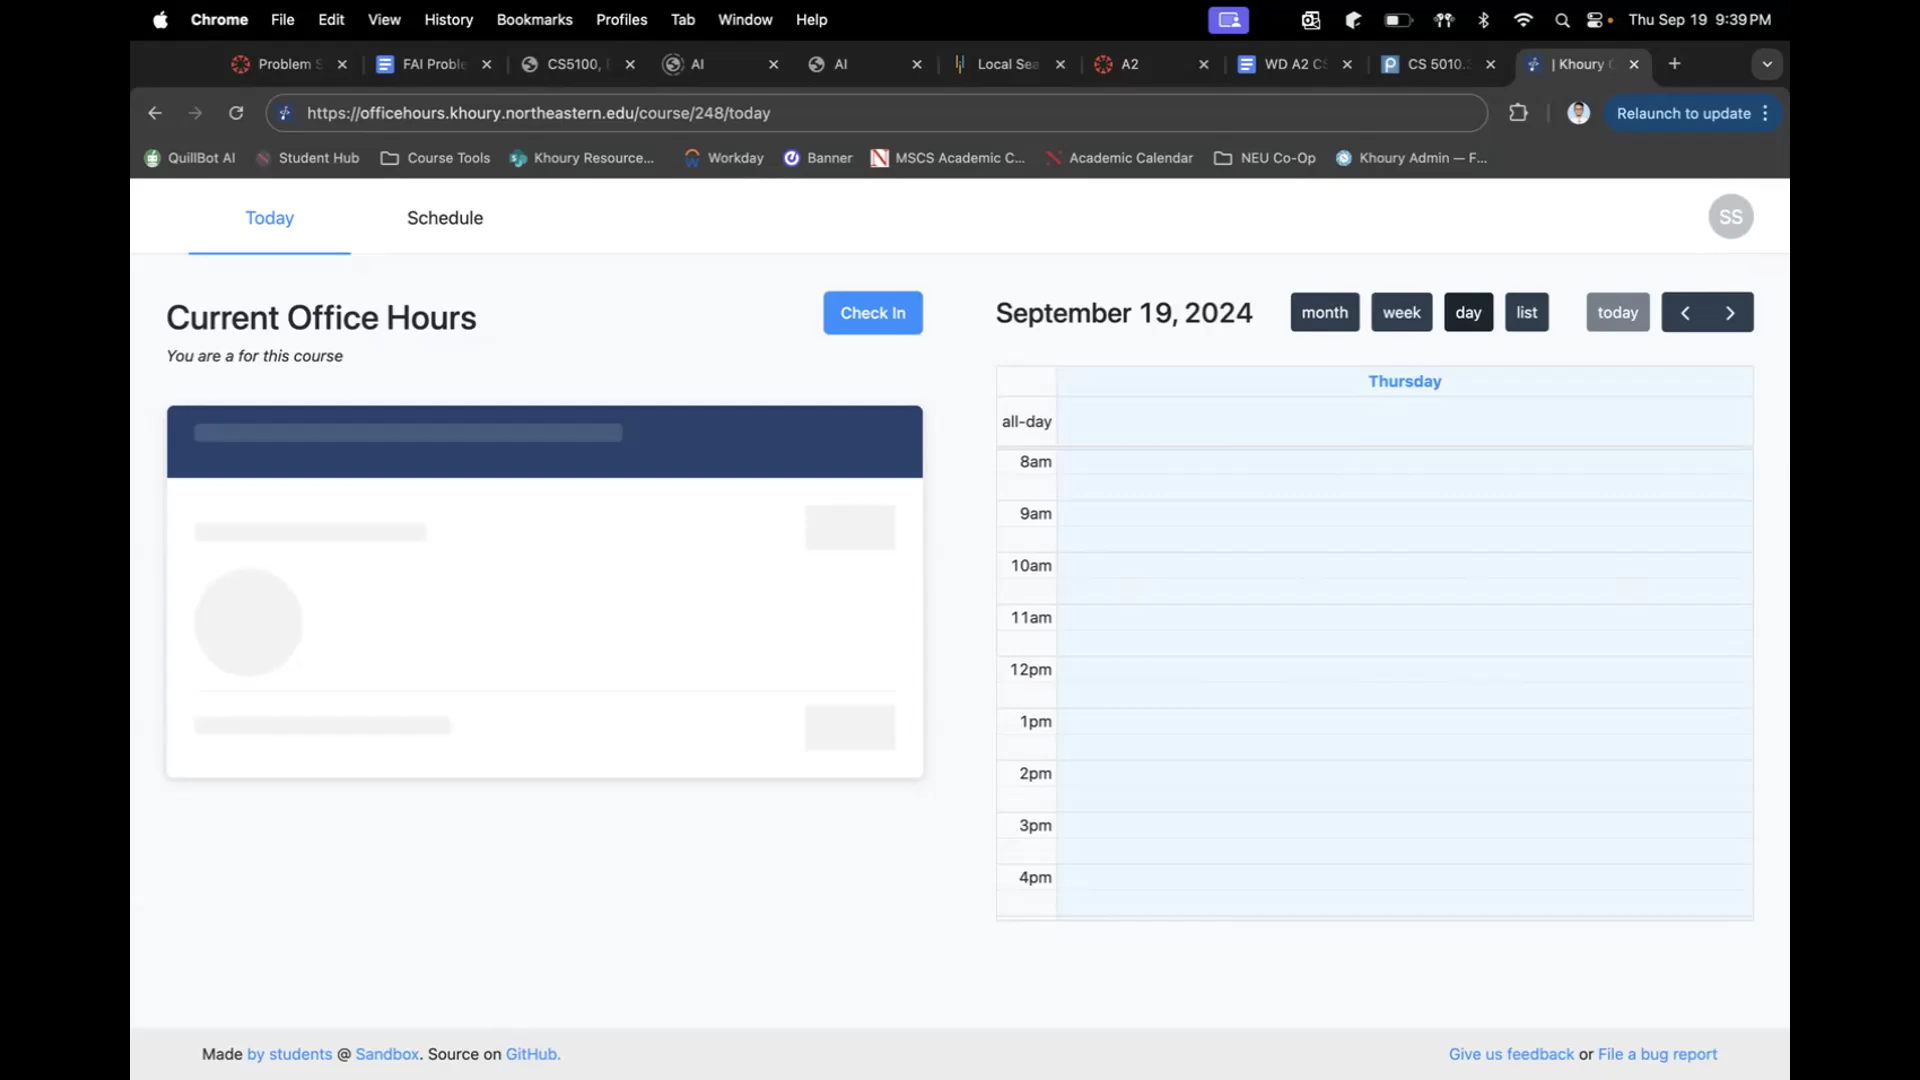 Chrome File Edit View History Bookmarks Profiles Tab Window Help Thu Sep 19 9:39 PM
Problem S FAI Proble CS5100, AI AI Local Sea A2 WD A2 CS CS 5010. | Khoury
https://officehours.khoury.northeastern.edu/course/248/today Relaunch to update
QuillBot AI Student Hub Course Tools Khoury Resource... Workday Banner MSCS Academic C... Academic Calendar NEU Co-Op Khoury Admin — F...
Today Schedule SS
Current Office Hours Check In
You are a for this course
September 19, 2024 month week day list today
Thursday
all-day
8am
9am
10am
11am
12pm
1pm
2pm
3pm
4pm
Made by students @ Sandbox. Source on GitHub. Give us feedback or File a bug report